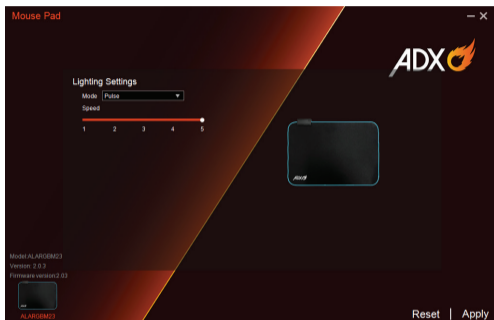 Mouse Pad
ADX
Lighting Settings
Mode Pulse
Speed
1 2 3 4 5
ADX
Model:ALARGBM23
Version: 2.0.3
Firmware version:2.03
ALARGBM23
Reset | Apply